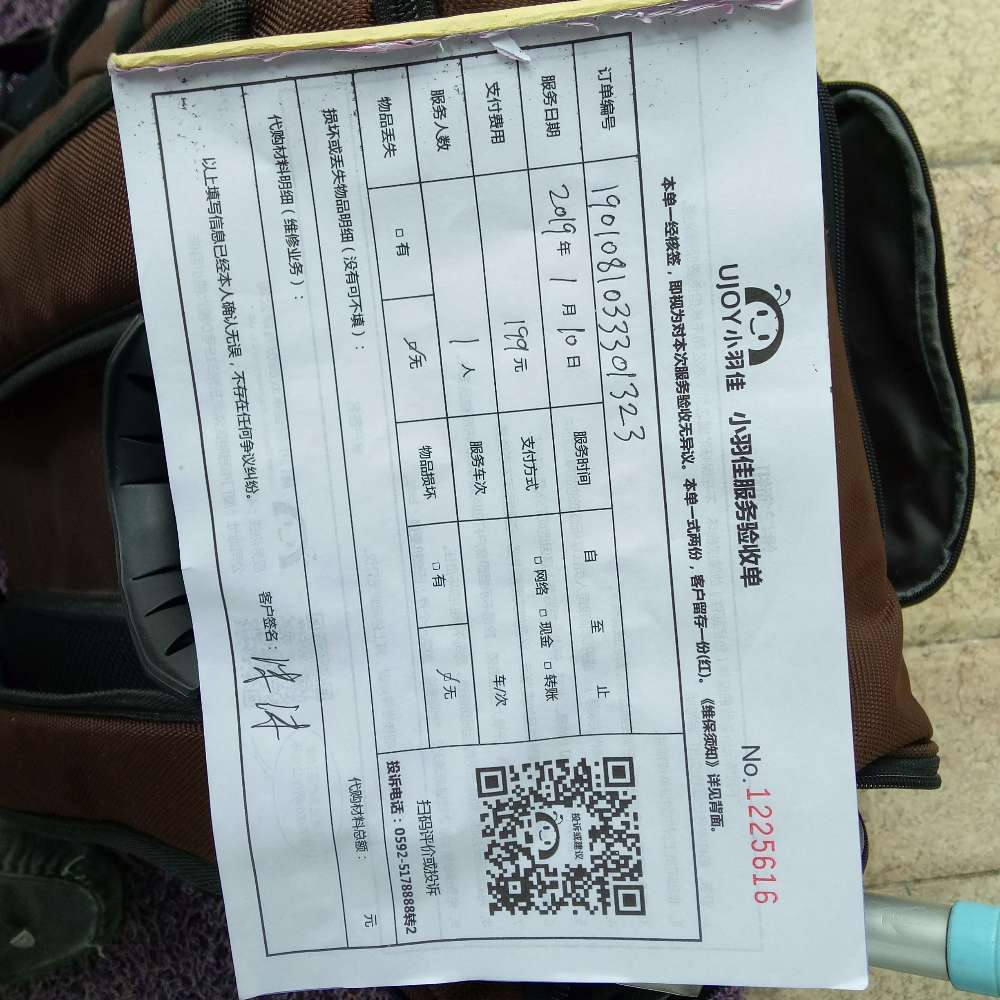 UJOY小羽佳 小羽佳服务验收单 No.1225616
本单一经核签，即视为对本次服务验收无异议。本单一式两份，客户留存一份(红)。《维保须知》详见背面。
订单编号 1901081033301323
服务日期 2019年1月10日 服务时间 自 至 止
支付费用 199元 支付方式 □网络 □现金 □转账
服务人数 1人 服务车次 车/次
物品丢失 □有 □无 物品损坏 □有 □无
投诉或建议
扫码评价或投诉
投诉电话：0592-5178888转2
损坏或丢失物品明细（没有可不填）：
代购材料明细（维修业务）： 代购材料总额： 元
以上填写信息已经本人确认无误，不存在任何争议纠纷。 客户签名：